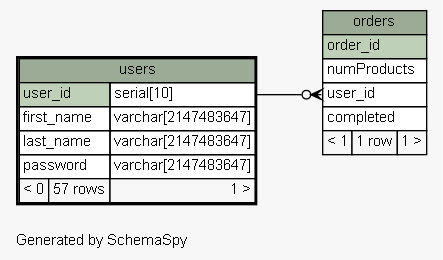 orders
order_id
numProducts
user_id
completed
< 1 1 row 1 >
users
user_id serial[10]
first_name varchar[2147483647]
last_name varchar[2147483647]
password varchar[2147483647]
< 0 57 rows 1 >
Generated by SchemaSpy